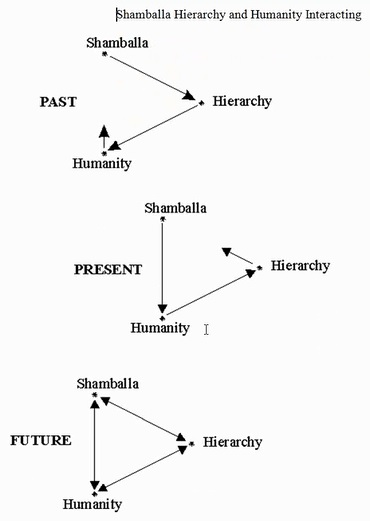 Shamballa Hierarchy and Humanity Interacting
Shamballa
PAST
Hierarchy
Humanity
Shamballa
PRESENT
Hierarchy
Humanity
Shamballa
FUTURE
Hierarchy
Humanity